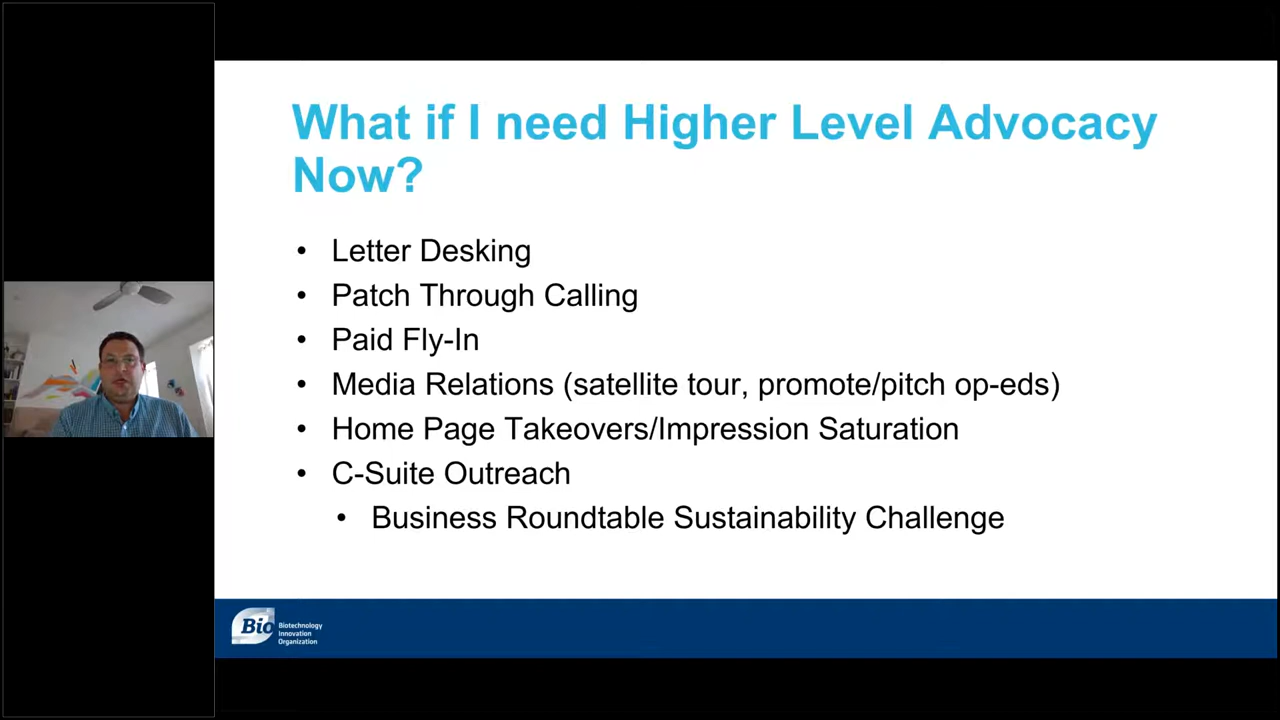 What if I need Higher Level Advocacy
Now?
• Letter Desking
• Patch Through Calling
• Paid Fly-In
• Media Relations (satellite tour, promote/pitch op-eds)
• Home Page Takeovers/Impression Saturation
• C-Suite Outreach
• Business Roundtable Sustainability Challenge
Bio
Biotechnology
Innovation
Organization